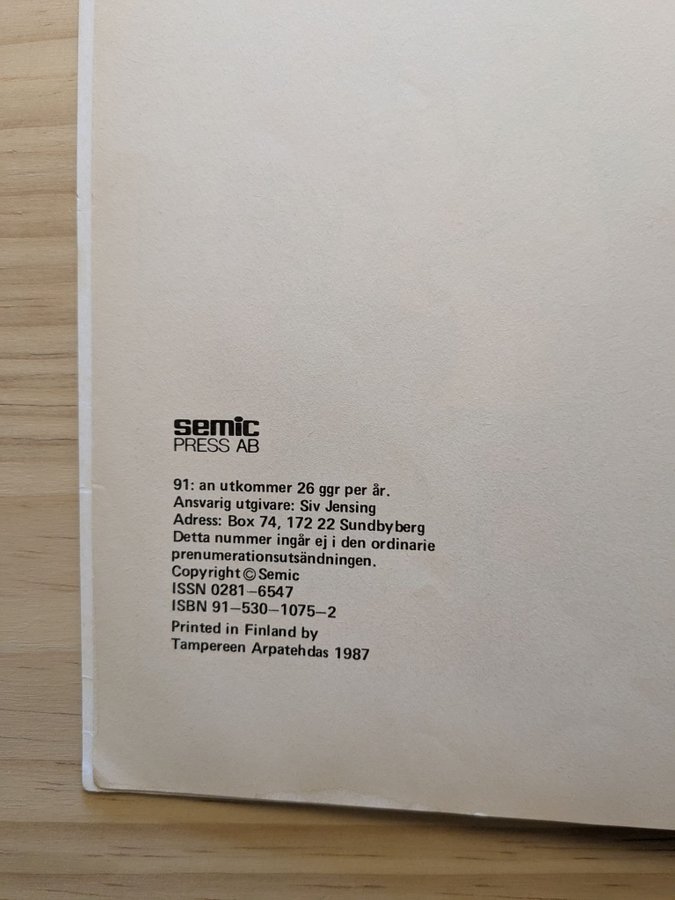 semic
PRESS AB
91: an utkommer 26 ggr per år.
Ansvarig utgivare: Siv Jensing
Adress: Box 74, 172 22 Sundbyberg
Detta nummer ingår ej i den ordinarie
prenumerationsutsändningen.
Copyright © Semic
ISSN 0281-6547
ISBN 91-530-1075-2
Printed in Finland by
Tampereen Arpatehdas 1987